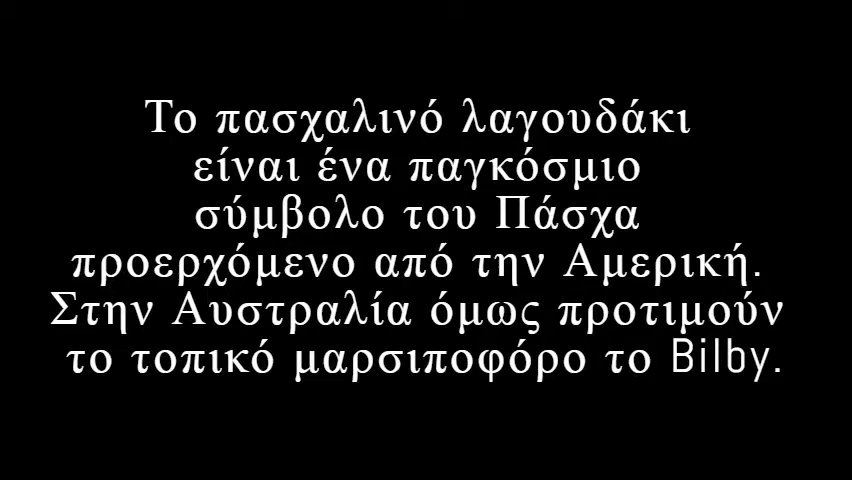 Το πασχαλινό λαγουδάκι
είναι ένα παγκόσμιο
σύμβολο του Πάσχα
προερχόμενο από την Αμερική.
Στην Αυστραλία όμως προτιμούν
το τοπικό μαρσιποφόρο το Bilby.